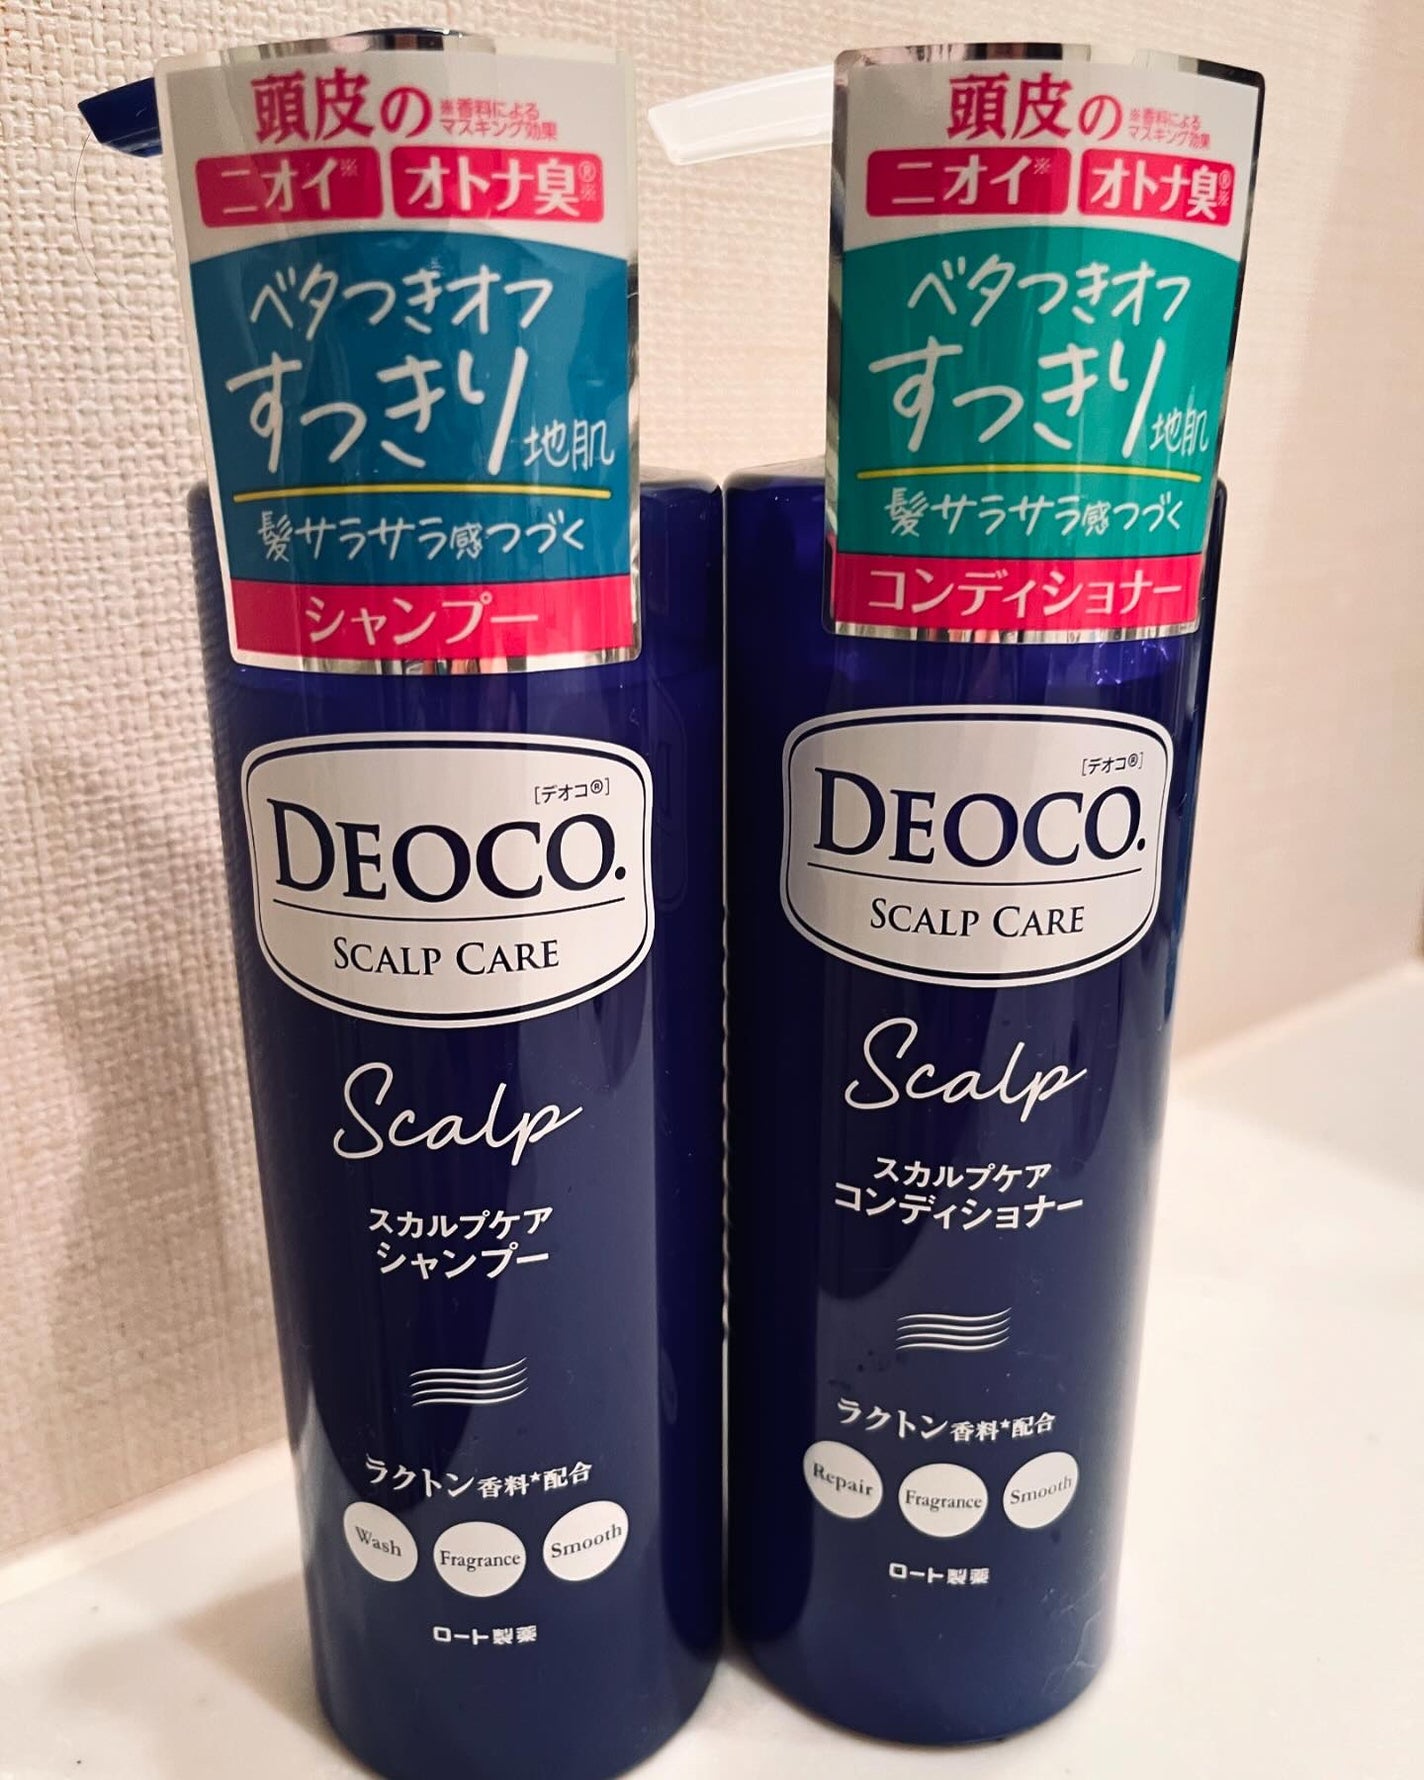 頭皮の※香料による
マスキング効果
ニオイ※ オトナ臭®※
ベタつきオフ
すっきり地肌
髪サラサラ感つづく
シャンプー
[デオコ®]
DEOCO.
SCALP CARE
Scalp
スカルプケア
シャンプー
ラクトン香料*配合
Wash Fragrance Smooth
ロート製薬
頭皮の※香料による
マスキング効果
ニオイ※ オトナ臭®※
ベタつきオフ
すっきり地肌
髪サラサラ感つづく
コンディショナー
[デオコ®]
DEOCO.
SCALP CARE
Scalp
スカルプケア
コンディショナー
ラクトン香料*配合
Repair Fragrance Smooth
ロート製薬